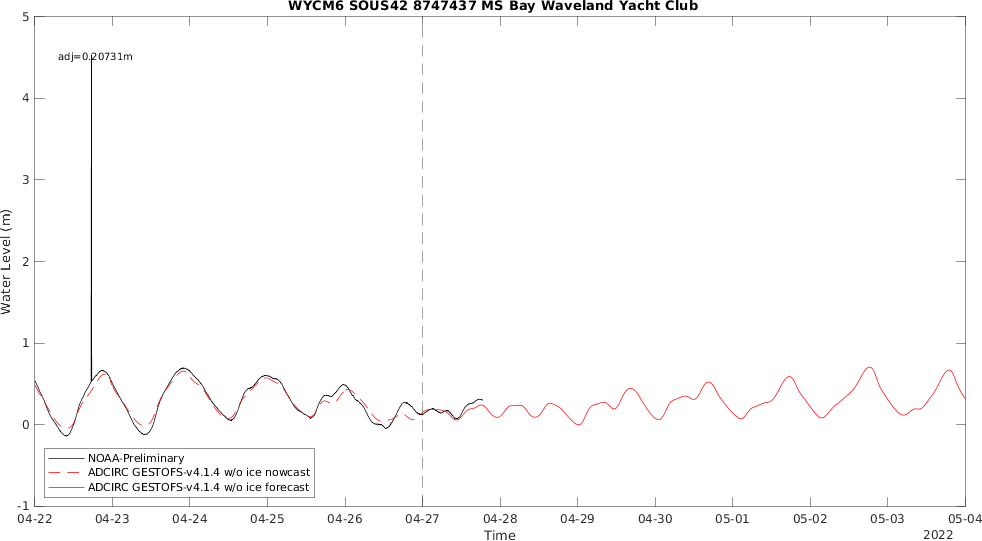 WYCM6 SOUS42 8747437 MS Bay Waveland Yacht Club
adj=0.20731m
5
4
3
2
1
0
-1
Water Level (m)
NOAA-Preliminary
ADCIRC GESTOFS-v4.1.4 w/o ice nowcast
ADCIRC GESTOFS-v4.1.4 w/o ice forecast
04-22 04-23 04-24 04-25 04-26 04-27 04-28 04-29 04-30 05-01 05-02 05-03 05-04
Time
2022